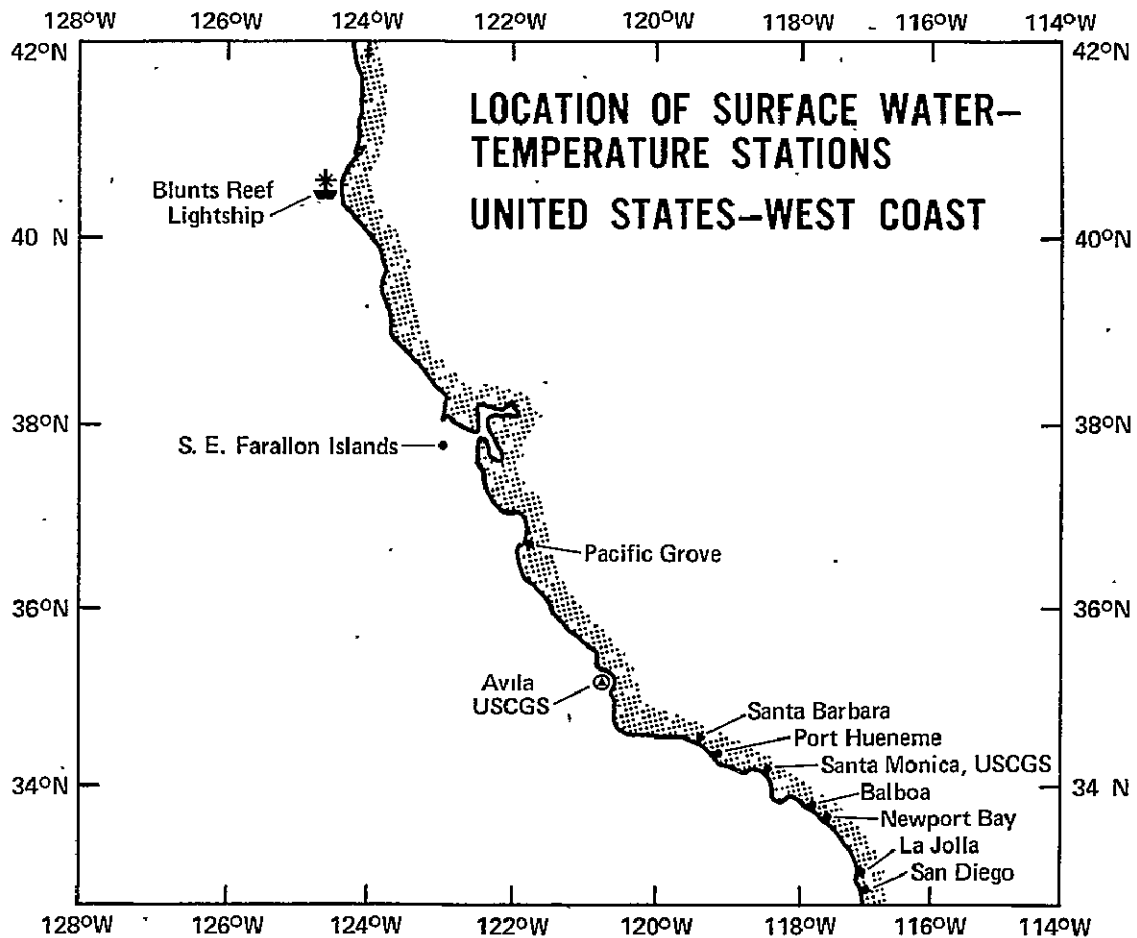 128°W 126°W 124°W 122°W 120°W 118°W 117°W 114°W
42°N 42°N
LOCATION OF SURFACE WATER—
TEMPERATURE STATIONS
UNITED STATES—WEST COAST
Blunts Reef
Lightship
40 N 40°N
38°N 38°N
S. E. Farallon Islands
Pacific Grove
36°N 36°N
Avila
USCGS
Santa Barbara
Port Hueneme
Santa Monica, USCGS
34°N 34 N
Balboa
Newport Bay
La Jolla
San Diego
128°W 126°W 124°W 122°W 120°W 118°W 116°W 114°W